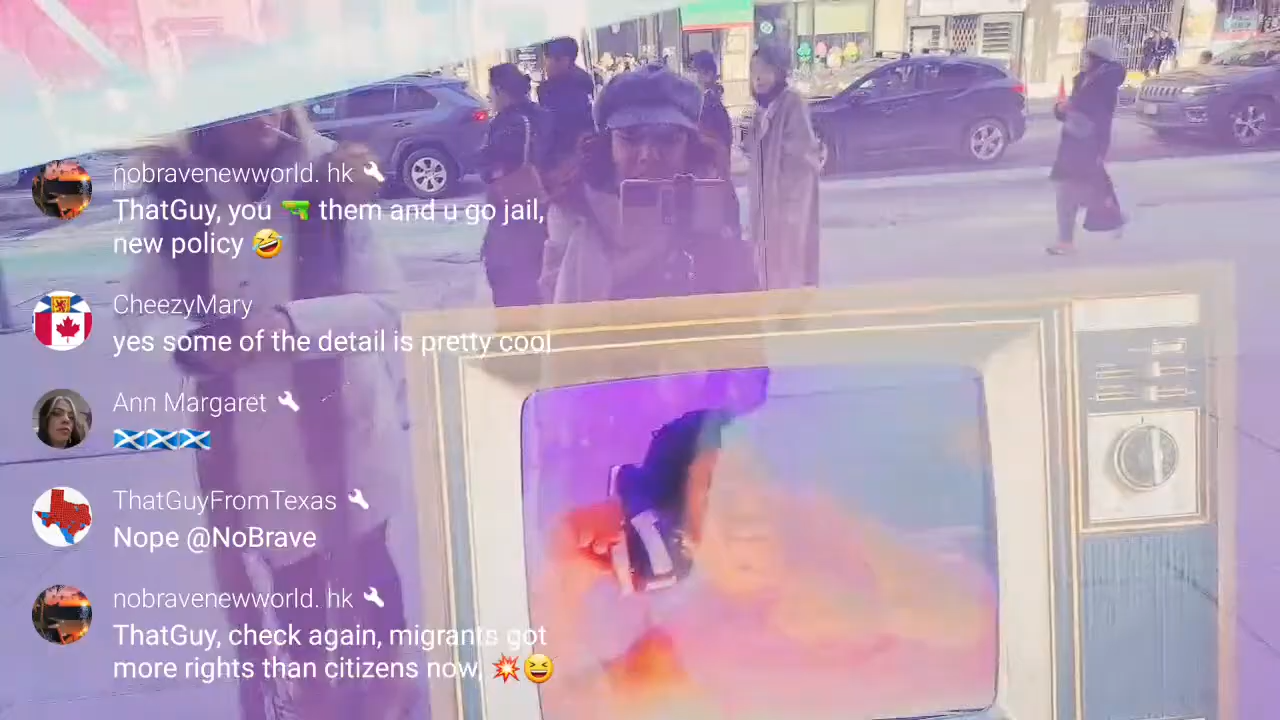 nobravenewworld. hk
ThatGuy, you 🔫 them and u go jail,
new policy 🤣
CheezyMary
yes some of the detail is pretty cool
Ann Margaret
🏴󠁧󠁢󠁳󠁣󠁴󠁿🏴󠁧󠁢󠁳󠁣󠁴󠁿🏴󠁧󠁢󠁳󠁣󠁴󠁿
ThatGuyFromTexas
Nope @NoBrave
nobravenewworld. hk
ThatGuy, check again, migrants got
more rights than citizens now, 💥😆